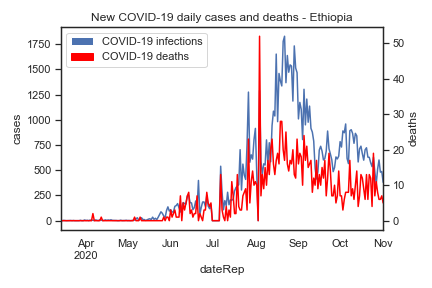 New COVID-19 daily cases and deaths - Ethiopia
COVID-19 infections
COVID-19 deaths
cases
1750
1500
1250
1000
750
500
250
0
deaths
50
40
30
20
10
0
Apr
2020
May
Jun
Jul
Aug
Sep
Oct
Nov
dateRep